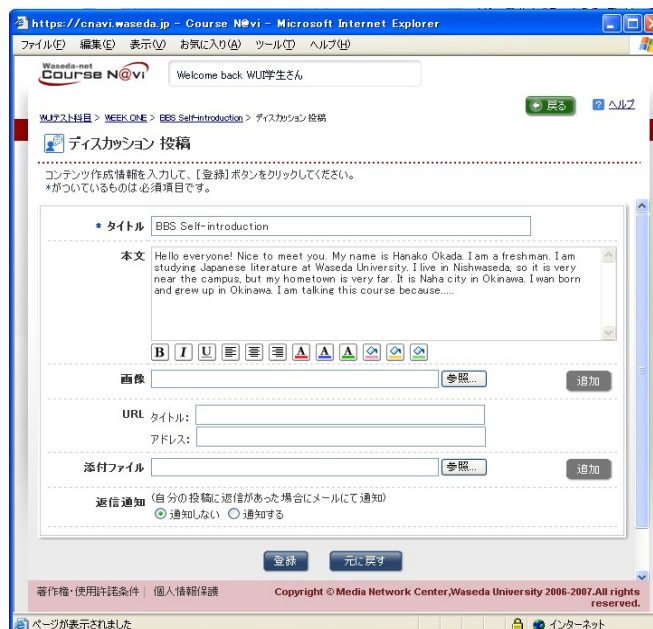 https://cnavi.waseda.jp - Course N@vi - Microsoft Internet Explorer
ファイル(F) 編集(E) 表示(V) お気に入り(A) ツール(T) ヘルプ(H)
Waseda-net
Course N@vi
Welcome back WUI学生さん
戻る ? ヘルプ
WUIテスト科目 > WEEK ONE > BBS Self-introduction > ディスカッション 投稿
ディスカッション 投稿
コンテンツ作成情報を入力して、[登録]ボタンをクリックしてください。
*がついているものは必須項目です。
* タイトル BBS Self-introduction
本文 Hello everyone! Nice to meet you. My name is Hanako Okada. I am a freshman. I am
studying Japanese literature at Waseda University. I live in Nishwaseda, so it is very
near the campus, but my hometown is very far. It is Naha city in Okinawa. I wan born
and grew up in Okinawa. I am talking this course because.....
B I U A A A
画像 参照... 追加
URL タイトル:
アドレス:
添付ファイル 参照... 追加
返信通知 (自分の投稿に返信があった場合にメールにて通知)
通知しない 通知する
登録 元に戻す
著作権・使用許諾条件 | 個人情報保護 Copyright © Media Network Center,Waseda University 2006-2007.All rights
reserved.
ページが表示されました インターネット